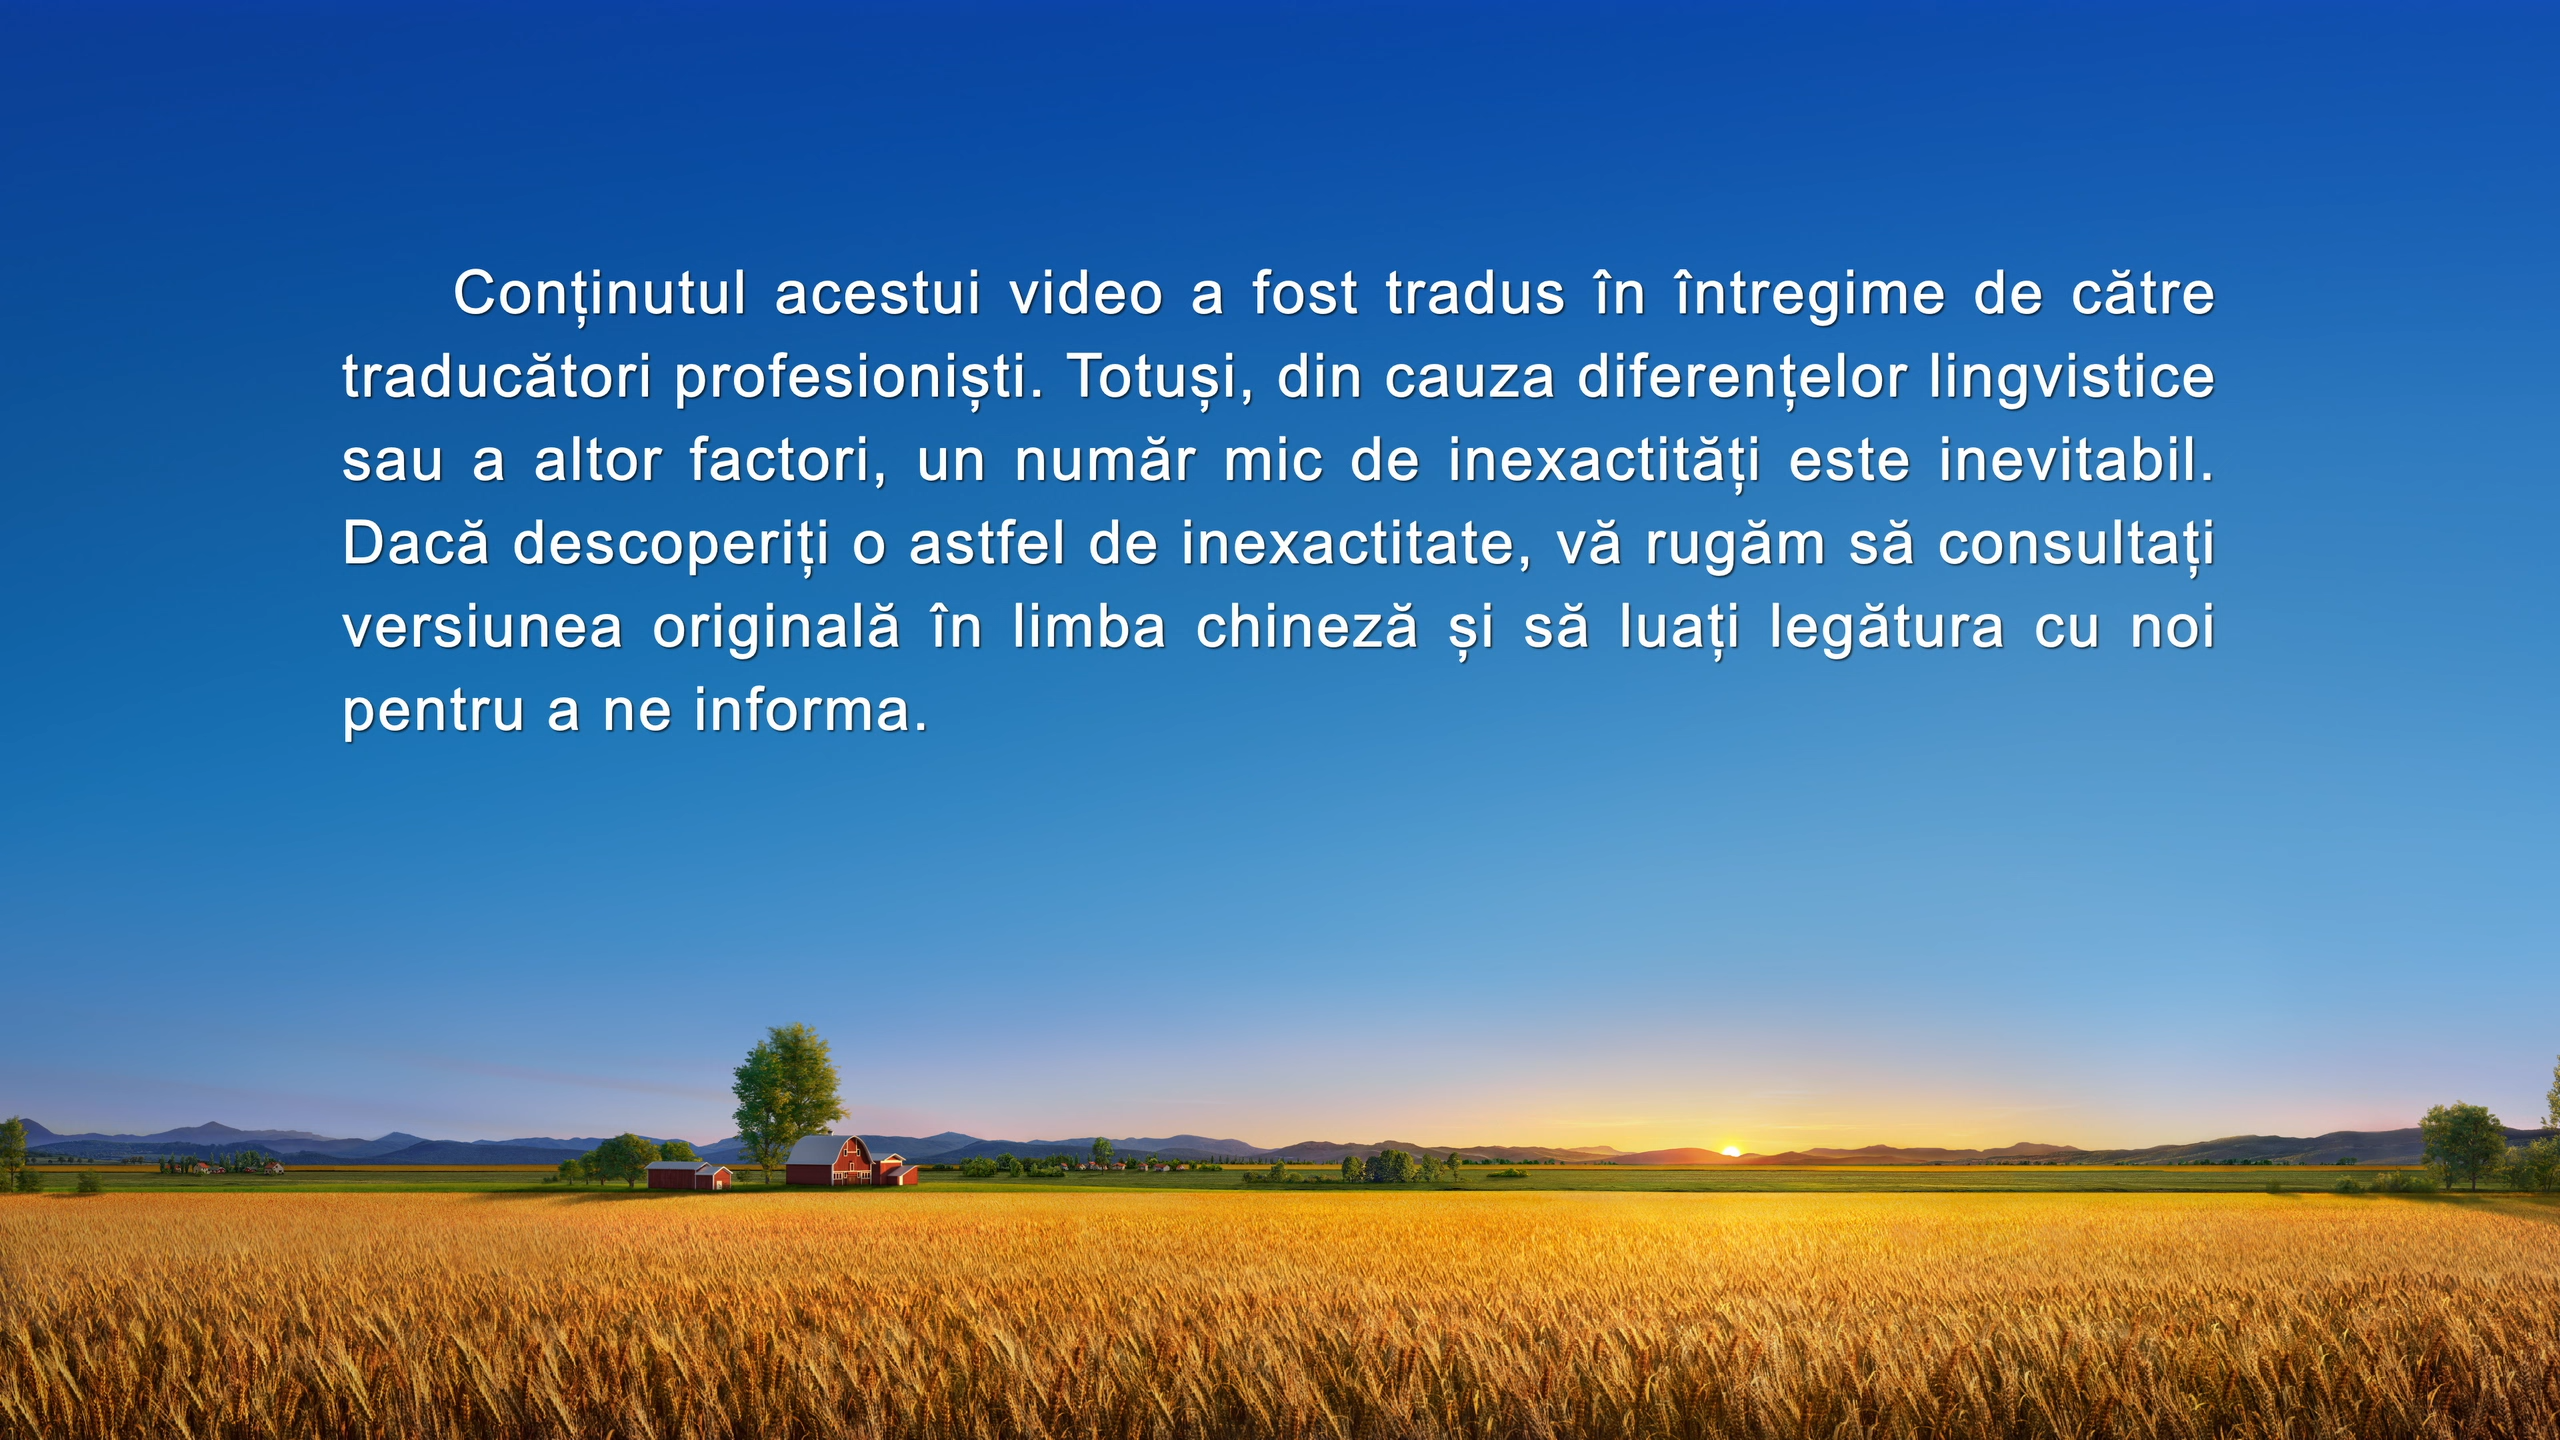 Conținutul acestui video a fost tradus în întregime de către
traducători profesioniști. Totuși, din cauza diferențelor lingvistice
sau a altor factori, un număr mic de inexactități este inevitabil.
Dacă descoperiți o astfel de inexactitate, vă rugăm să consultați
versiunea originală în limba chineză și să luați legătura cu noi
pentru a ne informa.